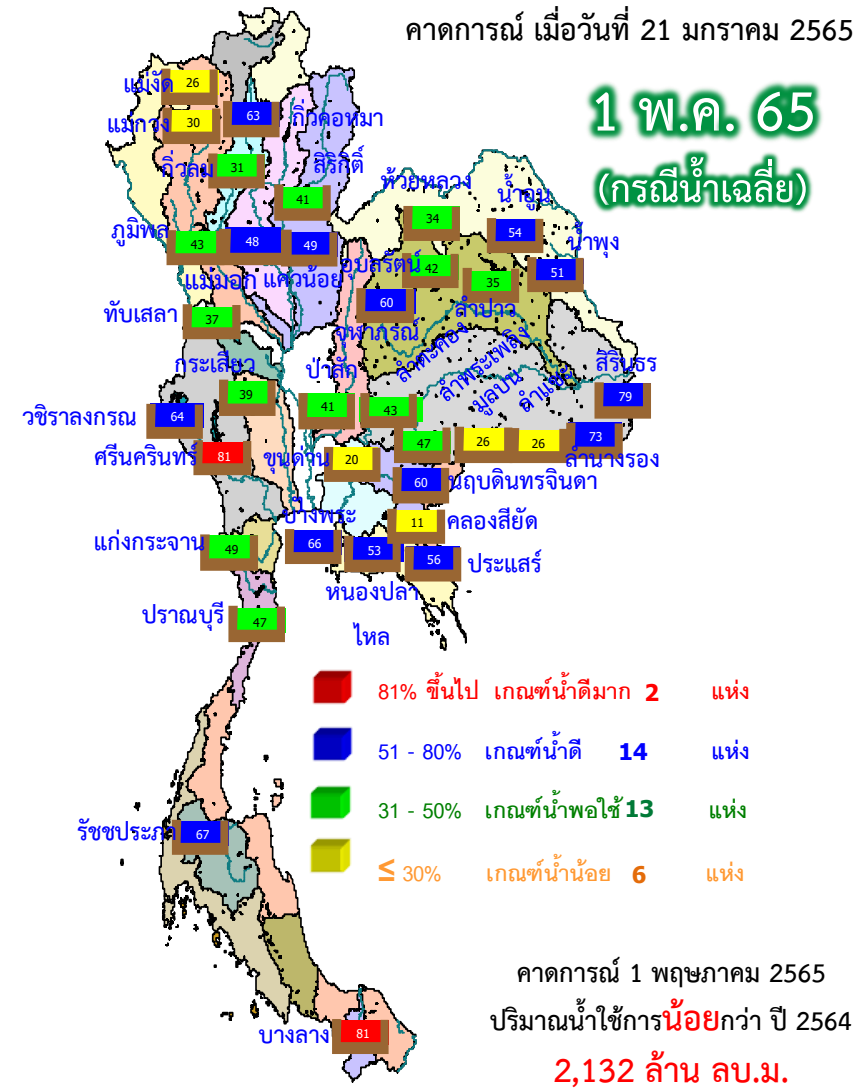 คาดการณ์ เมื่อวันที่ 21 มกราคม 2565
1 พ.ค. 65
(กรณีน้ำเฉลี่ย)
แม่งัด 26
แม่กวง 30
63 กิ่วคอหมา
กิ่วลม 31
สิริกิติ์ 41
ห้วยหลวง 34
น้ำอูน 54
น้ำพุง 51
ภูมิพล 43
48 49
แม่มอก แควน้อย
อุบลรัตน์ 42
35 ลำปาว
60 จุฬาภรณ์
ทับเสลา 37
กระเสียว 39
ป่าสัก 41
ลำตะคอง 43
ลำพระเพลิง 47
มูลบน 26
ลำแชะ 26
สิรินธร 79
73 ลำนางรอง
วชิราลงกรณ 64
ศรีนครินทร์ 81
ขุนด่าน 20
60 นฤบดินทรจินดา
11 คลองสียัด
บางพระ 66
53 หนองปลา
ไหล
56 ประแสร์
แก่งกระจาน 49
ปราณบุรี 47
81% ขึ้นไป เกณฑ์น้ำดีมาก 2 แห่ง
51 - 80% เกณฑ์น้ำดี 14 แห่ง
31 - 50% เกณฑ์น้ำพอใช้ 13 แห่ง
≤ 30% เกณฑ์น้ำน้อย 6 แห่ง
รัชชประภา 67
บางลาง 81
คาดการณ์ 1 พฤษภาคม 2565
ปริมาณน้ำใช้การน้อยกว่า ปี 2564
2,132 ล้าน ลบ.ม.